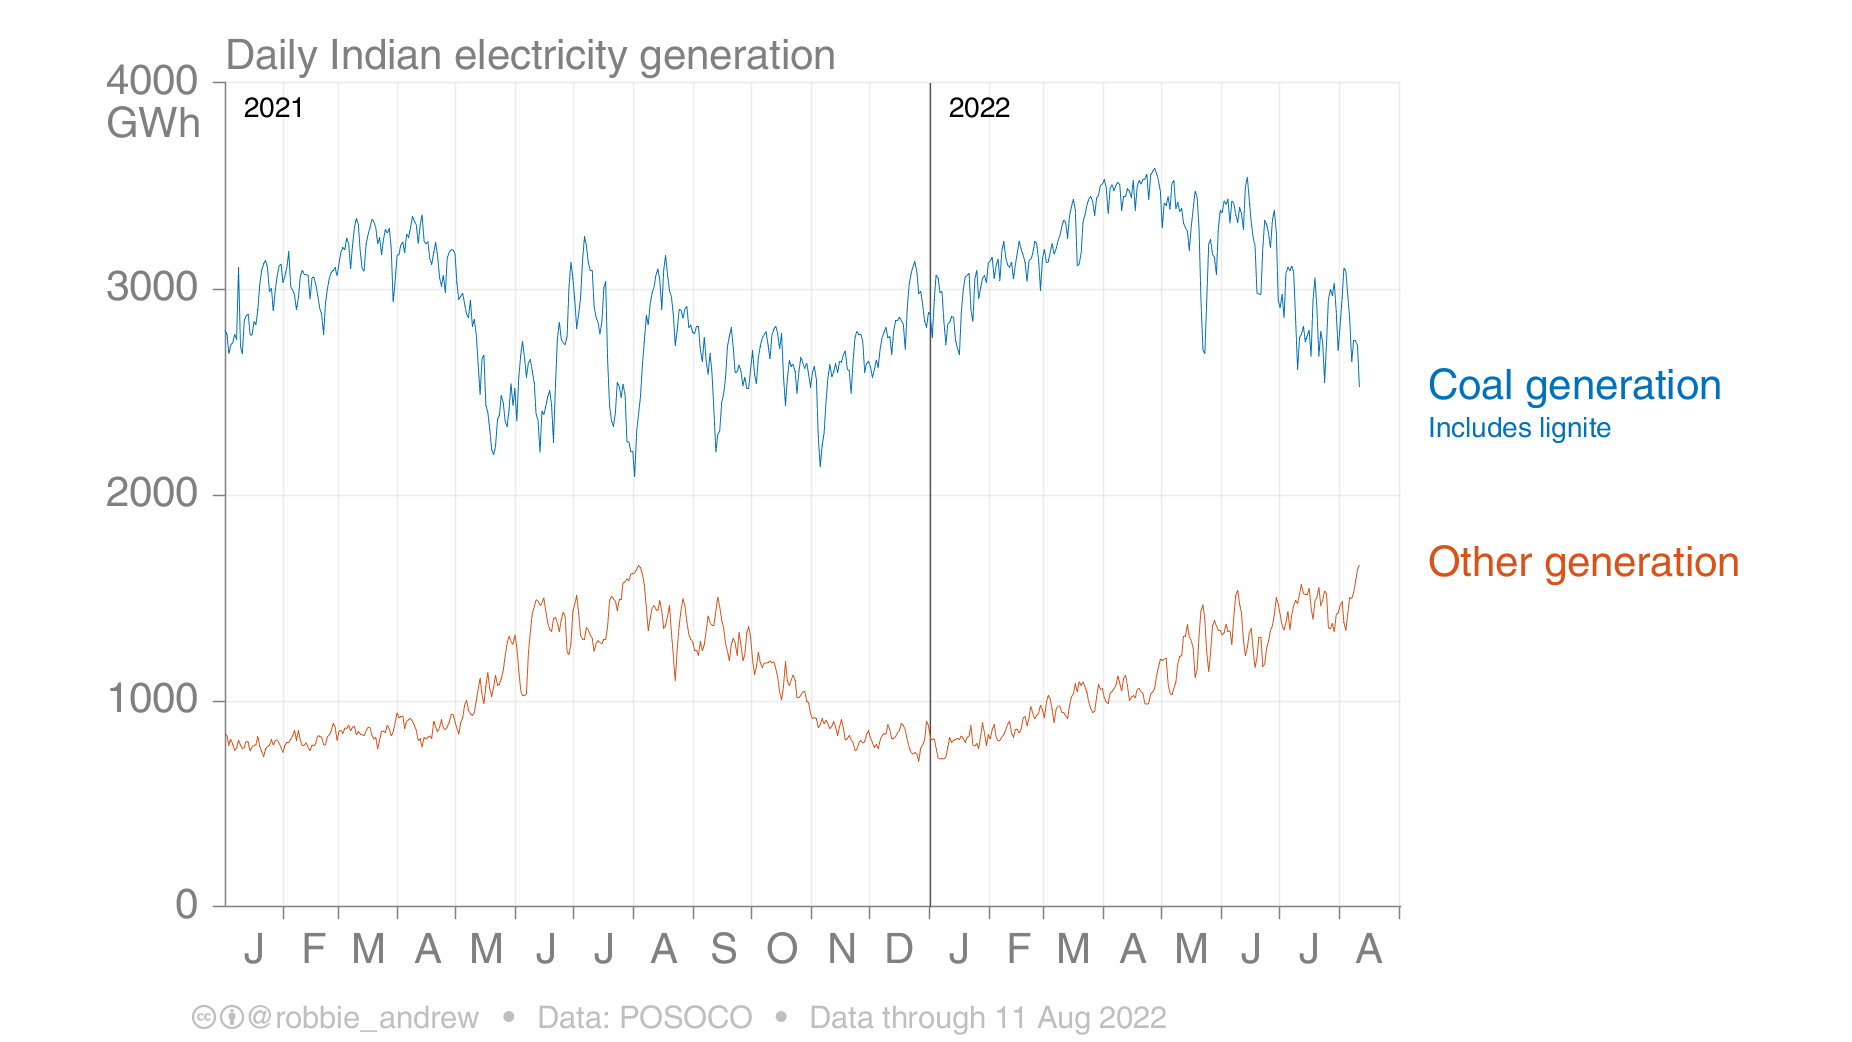 Daily Indian electricity generation
4000
GWh
2021
2022
3000
2000
1000
0
Coal generation
Includes lignite
Other generation
J F M A M J J A S O N D J F M A M J J A
cc @robbie_andrew • Data: POSOCO • Data through 11 Aug 2022